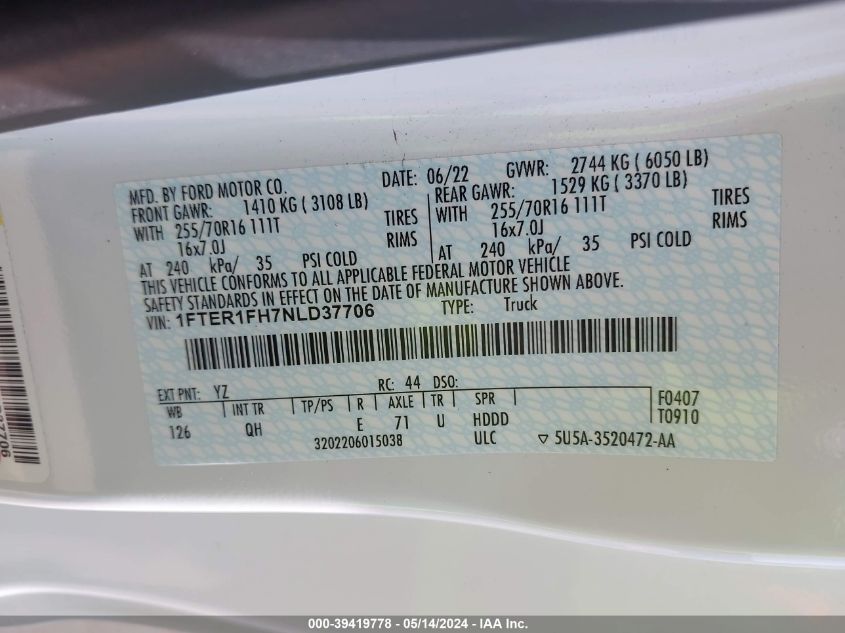 MFD. BY FORD MOTOR CO. DATE: 06/22 GVWR: 2744 KG ( 6050 LB)
FRONT GAWR: 1410 KG ( 3108 LB) REAR GAWR: 1529 KG ( 3370 LB)
WITH 255/70R16 111T TIRES WITH 255/70R16 111T TIRES
16x7.0J RIMS 16x7.0J RIMS
AT 240 kPa/ 35 PSI COLD AT 240 kPa/ 35 PSI COLD
THIS VEHICLE CONFORMS TO ALL APPLICABLE FEDERAL MOTOR VEHICLE
SAFETY STANDARDS IN EFFECT ON THE DATE OF MANUFACTURE SHOWN ABOVE.
VIN: 1FTER1FH7NLD37706 TYPE: Truck
EXT PNT: YZ RC: 44 DSO:
WB INT TR TP/PS R AXLE TR SPR F0407
126 QH E 71 U HDDD T0910
3202206015038 ULC ▽ 5U5A-3520472-AA
37706
000-39419778 - 05/14/2024 - IAA Inc.